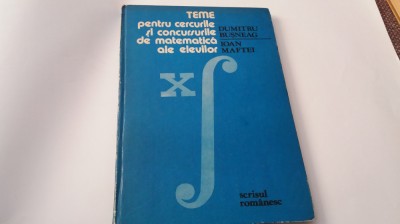 TEME
pentru cercurile
și concursurile
de matematică
ale elevilor
DUMITRU
BUȘNEAG
IOAN
MAFTEI
x∫
scrisul
românesc